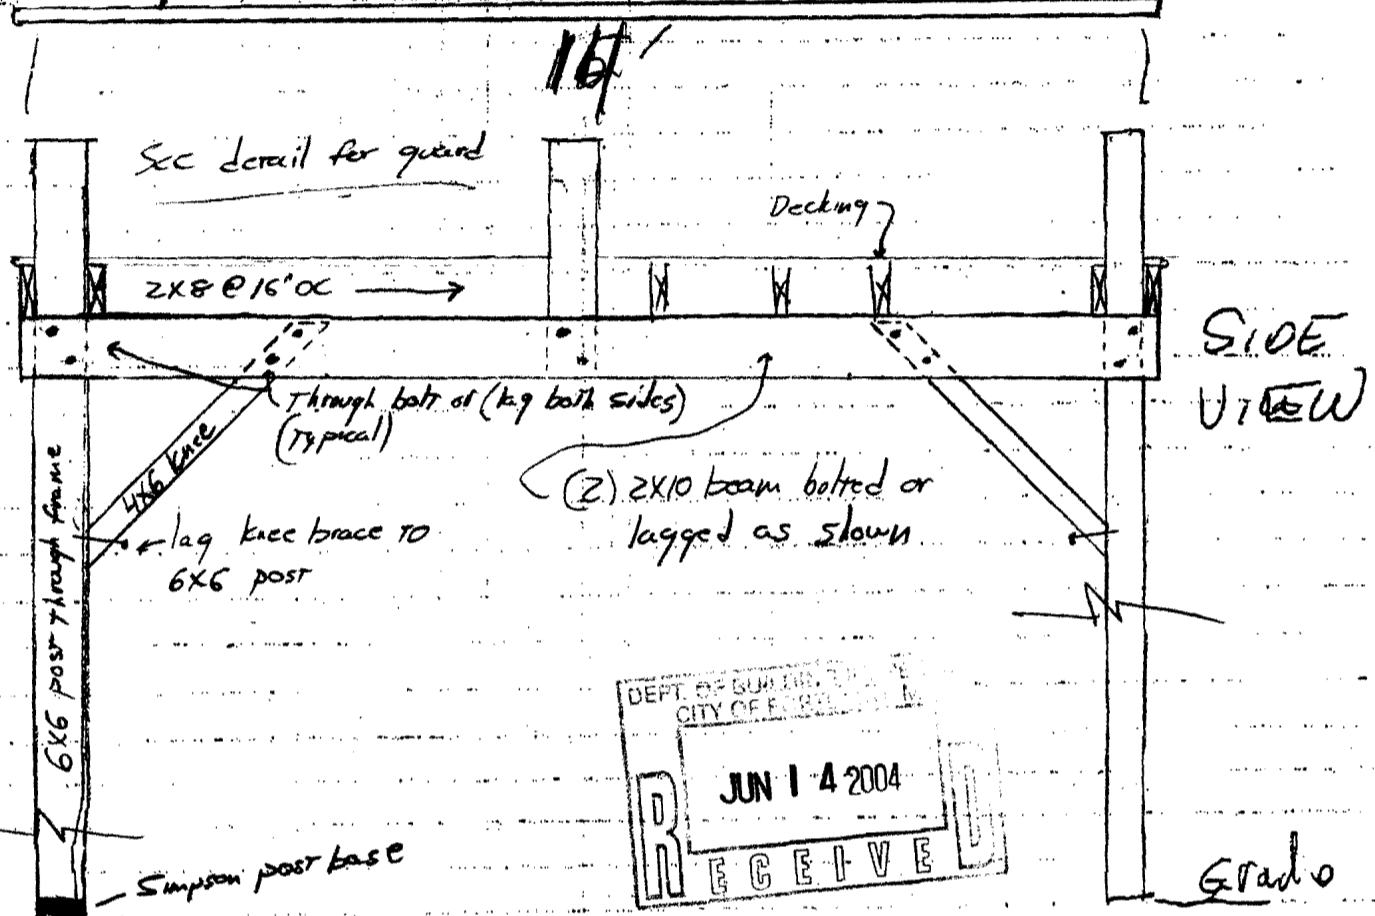 16'
See detail for guard
Decking
2X8 @ 16" OC
SIDE
VIEW
Through bolt or (lag both sides)
(Typical)
4X6 knee
(2) 2X10 beam bolted or
lagged as shown
lag knee brace TO
6X6 post
6X6 post through frame
DEPT. OF
CITY OF
JUN 14 2004
RECEIVED
Simpson post base
Grade